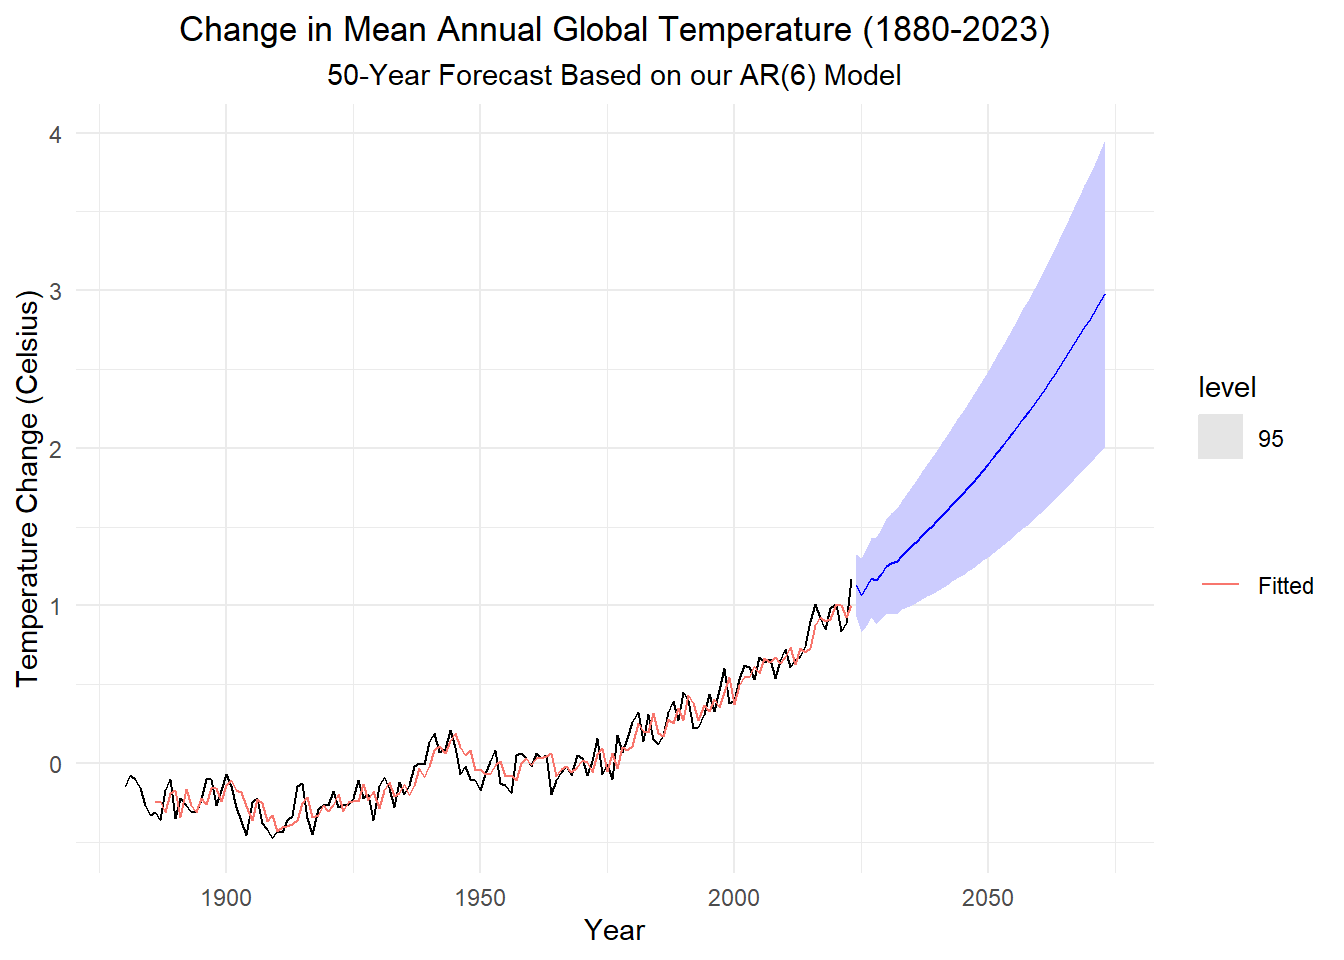 Change in Mean Annual Global Temperature (1880-2023)
50-Year Forecast Based on our AR(6) Model
Temperature Change (Celsius)
4
3
2
1
0
1900
1950
2000
2050
Year
level
95
Fitted